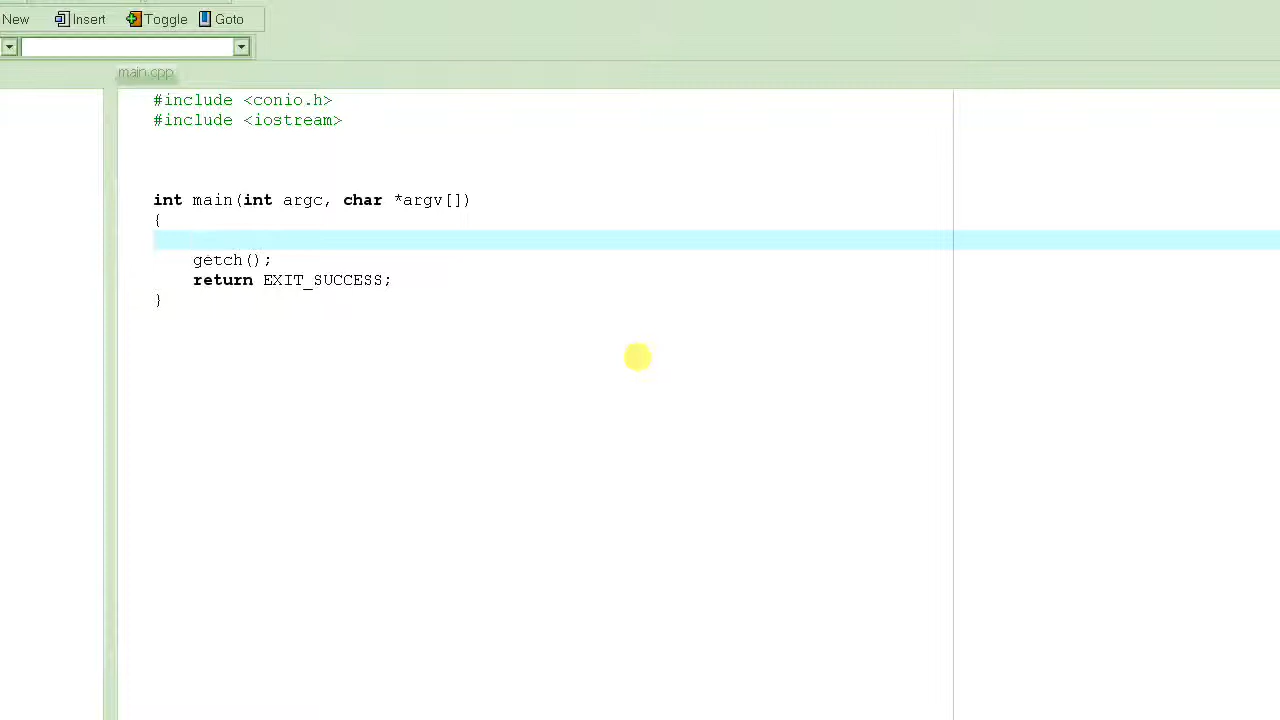 New Insert Toggle Goto
main.cpp
#include <conio.h>
#include <iostream>
int main(int argc, char *argv[])
{
getch();
return EXIT_SUCCESS;
}